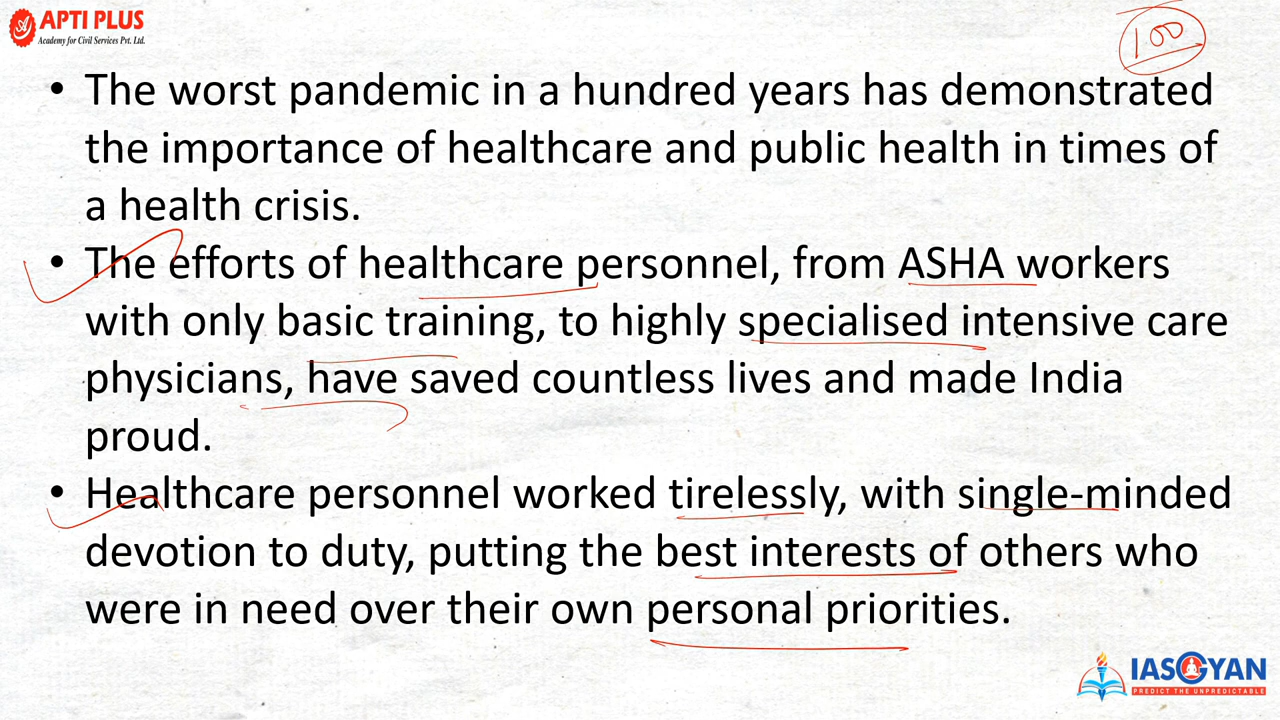 APTI PLUS
Academy for Civil Services Pvt. Ltd.
100
• The worst pandemic in a hundred years has demonstrated
the importance of healthcare and public health in times of
a health crisis.
• The efforts of healthcare personnel, from ASHA workers
with only basic training, to highly specialised intensive care
physicians, have saved countless lives and made India
proud.
• Healthcare personnel worked tirelessly, with single-minded
devotion to duty, putting the best interests of others who
were in need over their own personal priorities.
IASGYAN
PREDICT THE UNPREDICTABLE